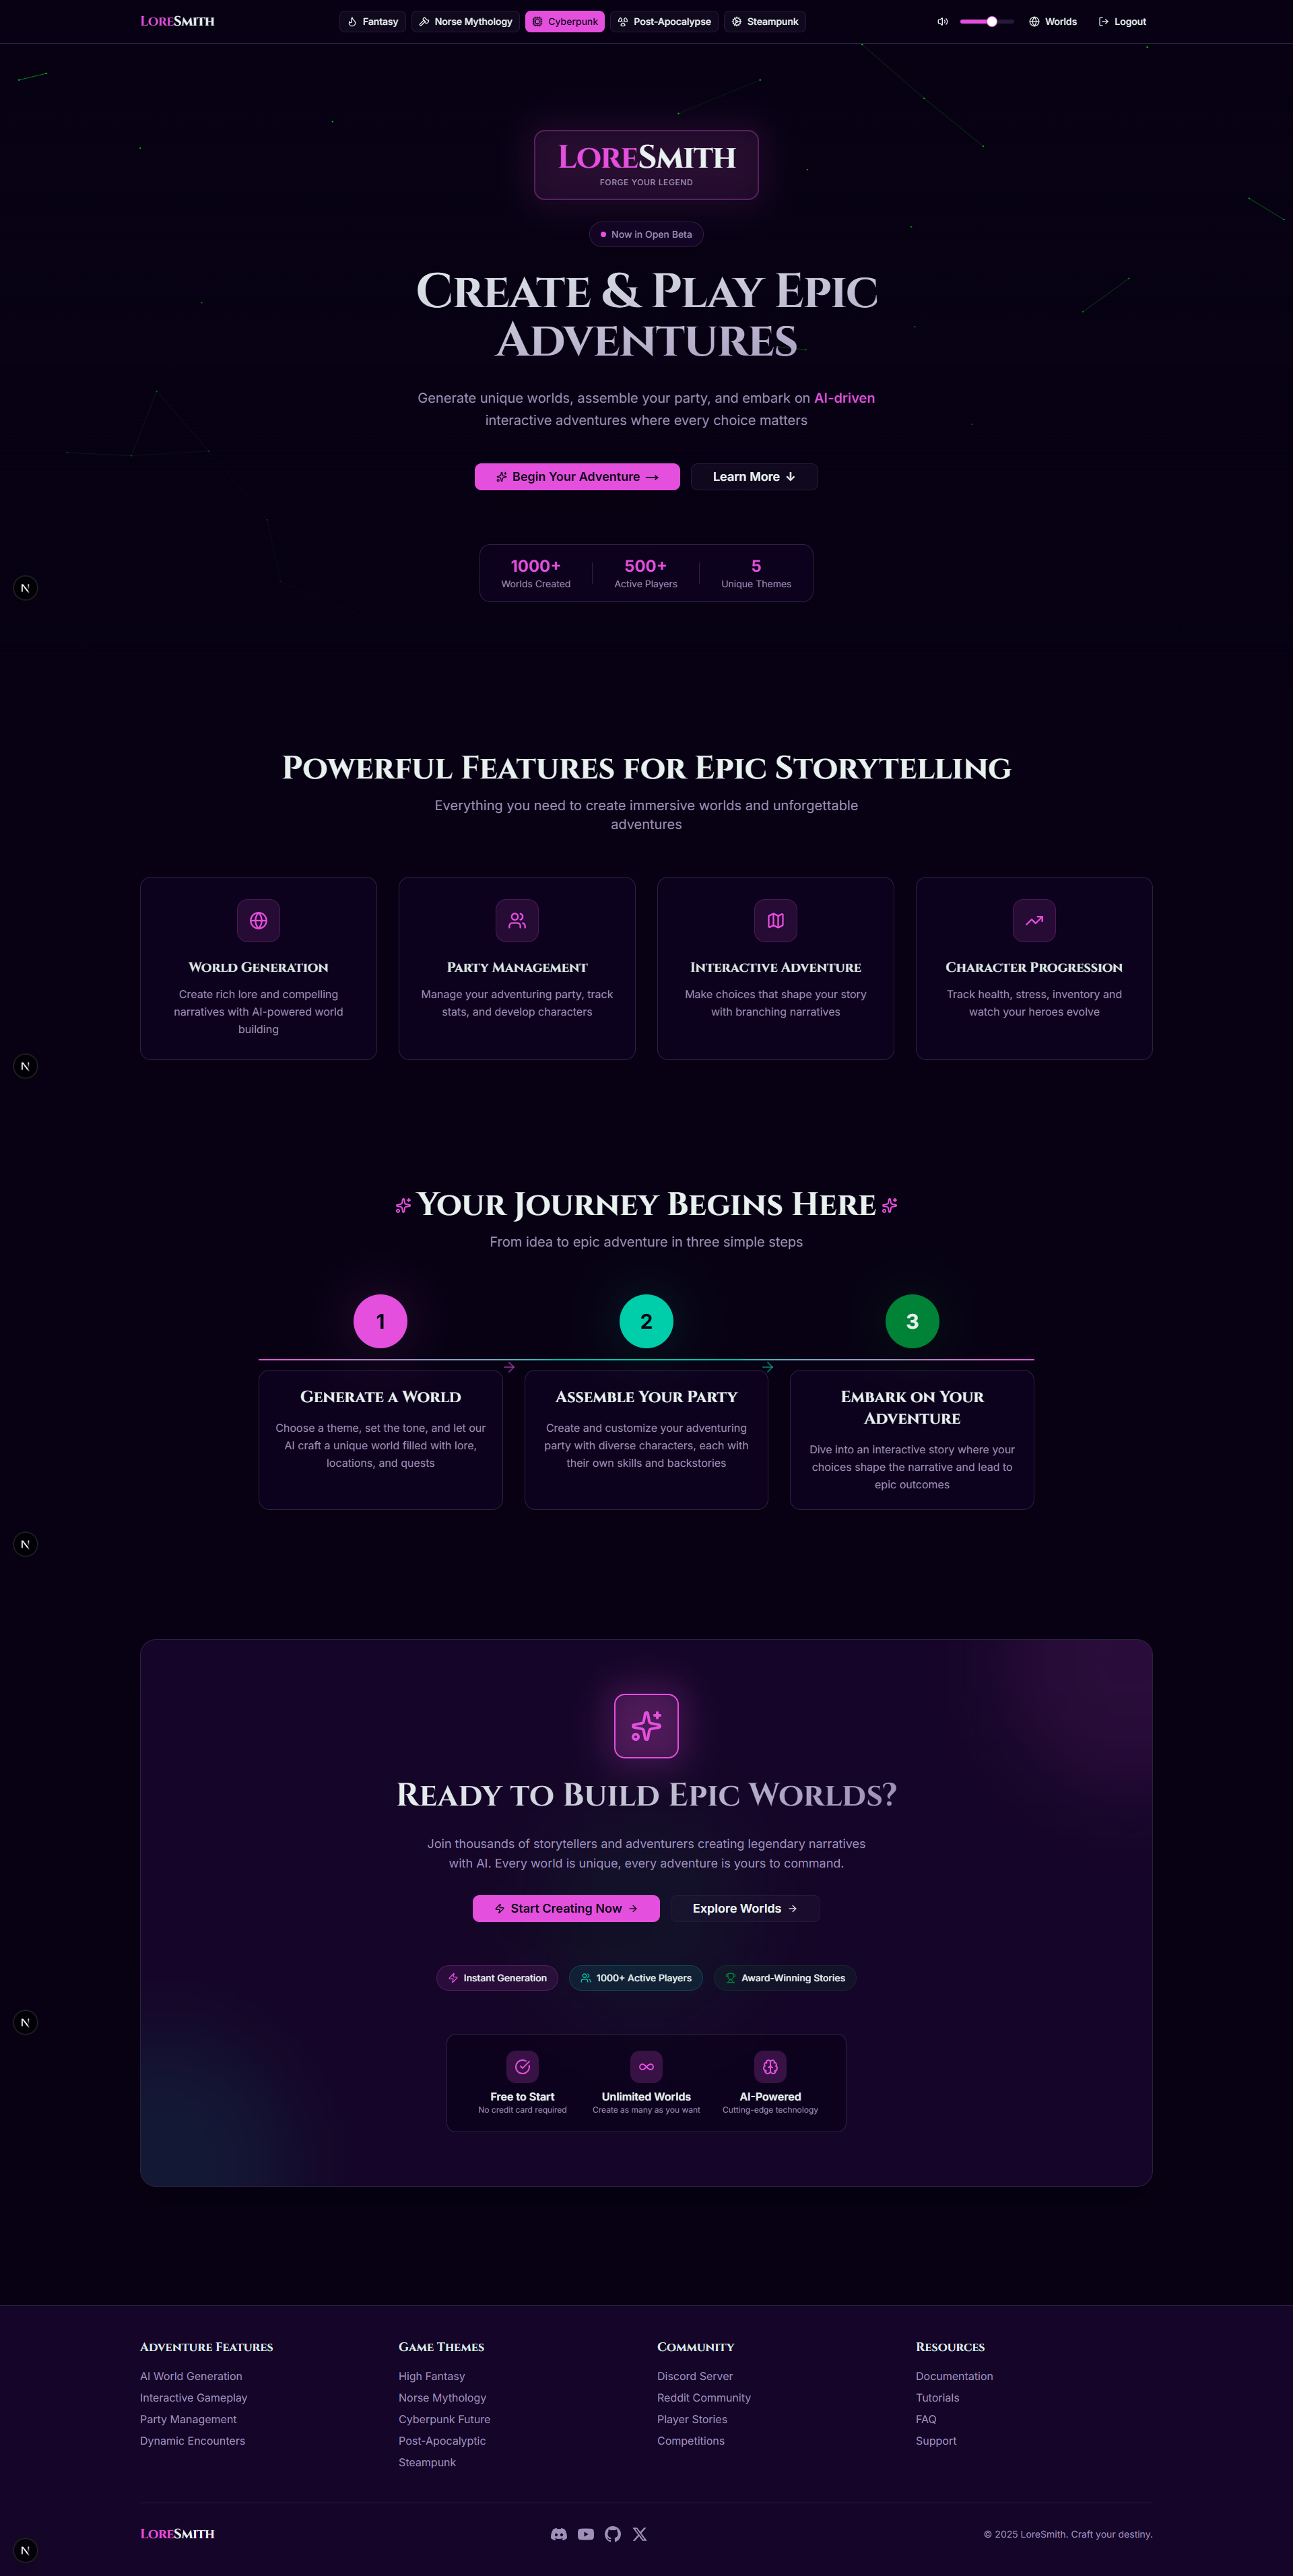 LORESMITH
Fantasy
Norse Mythology
Cyberpunk
Post-Apocalypse
Steampunk
Worlds
Logout
LORESMITH
FORGE YOUR LEGEND
Now in Open Beta
CREATE & PLAY EPIC
ADVENTURES
Generate unique worlds, assemble your party, and embark on AI-driven
interactive adventures where every choice matters
Begin Your Adventure →
Learn More ↓
1000+
Worlds Created
500+
Active Players
5
Unique Themes
N
POWERFUL FEATURES FOR EPIC STORYTELLING
Everything you need to create immersive worlds and unforgettable
adventures
WORLD GENERATION
Create rich lore and compelling
narratives with AI-powered world
building
PARTY MANAGEMENT
Manage your adventuring party, track
stats, and develop characters
INTERACTIVE ADVENTURE
Make choices that shape your story
with branching narratives
CHARACTER PROGRESSION
Track health, stress, inventory and
watch your heroes evolve
N
YOUR JOURNEY BEGINS HERE
From idea to epic adventure in three simple steps
1
GENERATE A WORLD
Choose a theme, set the tone, and let our
AI craft a unique world filled with lore,
locations, and quests
2
ASSEMBLE YOUR PARTY
Create and customize your adventuring
party with diverse characters, each with
their own skills and backstories
3
EMBARK ON YOUR
ADVENTURE
Dive into an interactive story where your
choices shape the narrative and lead to
epic outcomes
N
READY TO BUILD EPIC WORLDS?
Join thousands of storytellers and adventurers creating legendary narratives
with AI. Every world is unique, every adventure is yours to command.
Start Creating Now →
Explore Worlds →
Instant Generation
1000+ Active Players
Award-Winning Stories
N
Free to Start
No credit card required
Unlimited Worlds
Create as many as you want
AI-Powered
Cutting-edge technology
ADVENTURE FEATURES
AI World Generation
Interactive Gameplay
Party Management
Dynamic Encounters
GAME THEMES
High Fantasy
Norse Mythology
Cyberpunk Future
Post-Apocalyptic
Steampunk
COMMUNITY
Discord Server
Reddit Community
Player Stories
Competitions
RESOURCES
Documentation
Tutorials
FAQ
Support
LORESMITH
© 2025 LoreSmith. Craft your destiny.
N